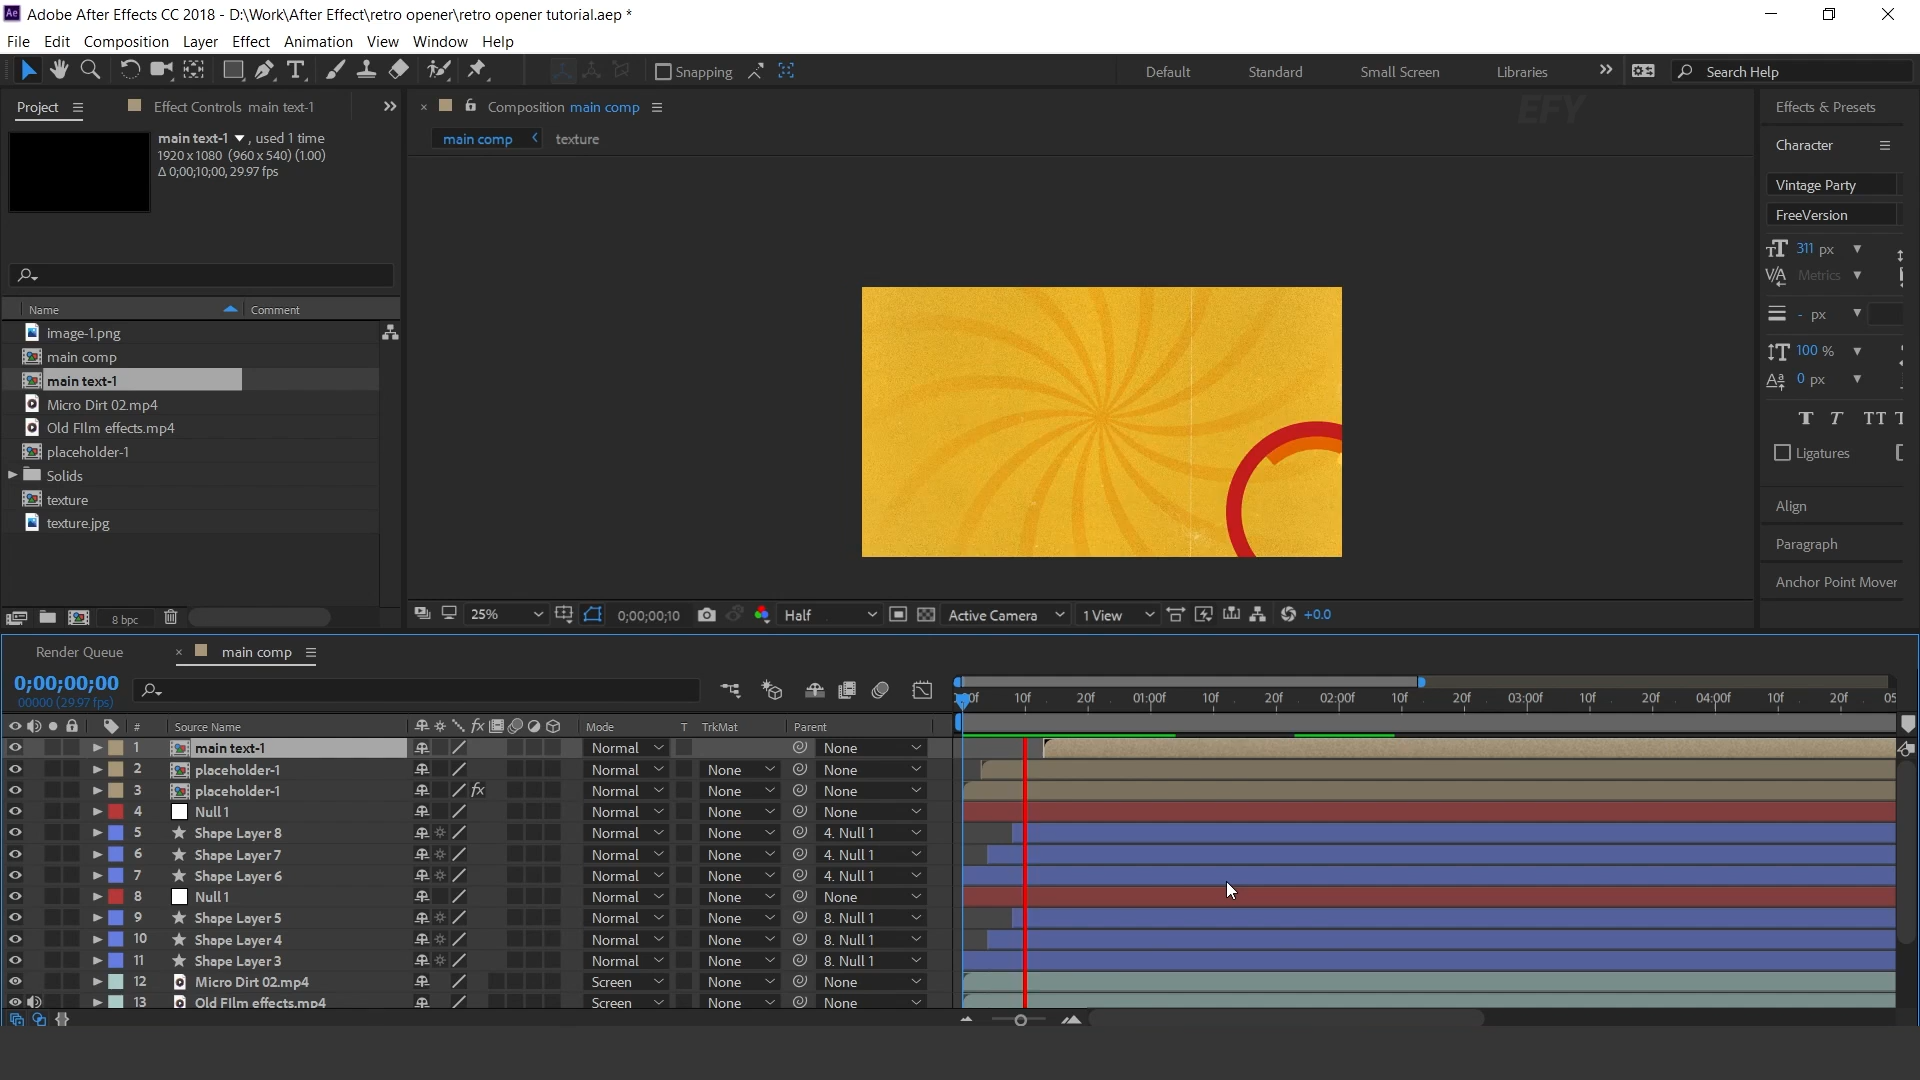 Ae Adobe After Effects CC 2018 - D:\Work\After Effect\retro opener\retro opener tutorial.aep *
File Edit Composition Layer Effect Animation View Window Help
Snapping Default Standard Small Screen Libraries Search Help
Project Effect Controls main text-1 Composition main comp EFY Effects & Presets
main text-1 , used 1 time
1920 x 1080 (960 x 540) (1.00)
Δ 0;00;10;00, 29.97 fps
main comp texture
Character
Vintage Party
FreeVersion
311 px
Metrics
- px
100 %
0 px
T T TT T
Ligatures
Align
Paragraph
Anchor Point Mover
Name Comment
image-1.png
main comp
main text-1
Micro Dirt 02.mp4
Old FIlm effects.mp4
placeholder-1
Solids
texture
texture.jpg
8 bpc 25% 0;00;00;10 Half Active Camera 1 View +0.0
Render Queue main comp
0;00;00;00
00000 (29.97 fps)
10f 20f 01:00f 10f 20f 02:00f 10f 20f 03:00f 10f 20f 04:00f 10f 20f 05
# Source Name fx Mode T TrkMat Parent
1 main text-1 Normal None
2 placeholder-1 Normal None None
3 placeholder-1 fx Normal None None
4 Null 1 Normal None None
5 Shape Layer 8 Normal None 4. Null 1
6 Shape Layer 7 Normal None 4. Null 1
7 Shape Layer 6 Normal None 4. Null 1
8 Null 1 Normal None None
9 Shape Layer 5 Normal None 8. Null 1
10 Shape Layer 4 Normal None 8. Null 1
11 Shape Layer 3 Normal None 8. Null 1
12 Micro Dirt 02.mp4 Screen None None
13 Old FIlm effects.mp4 Screen None None